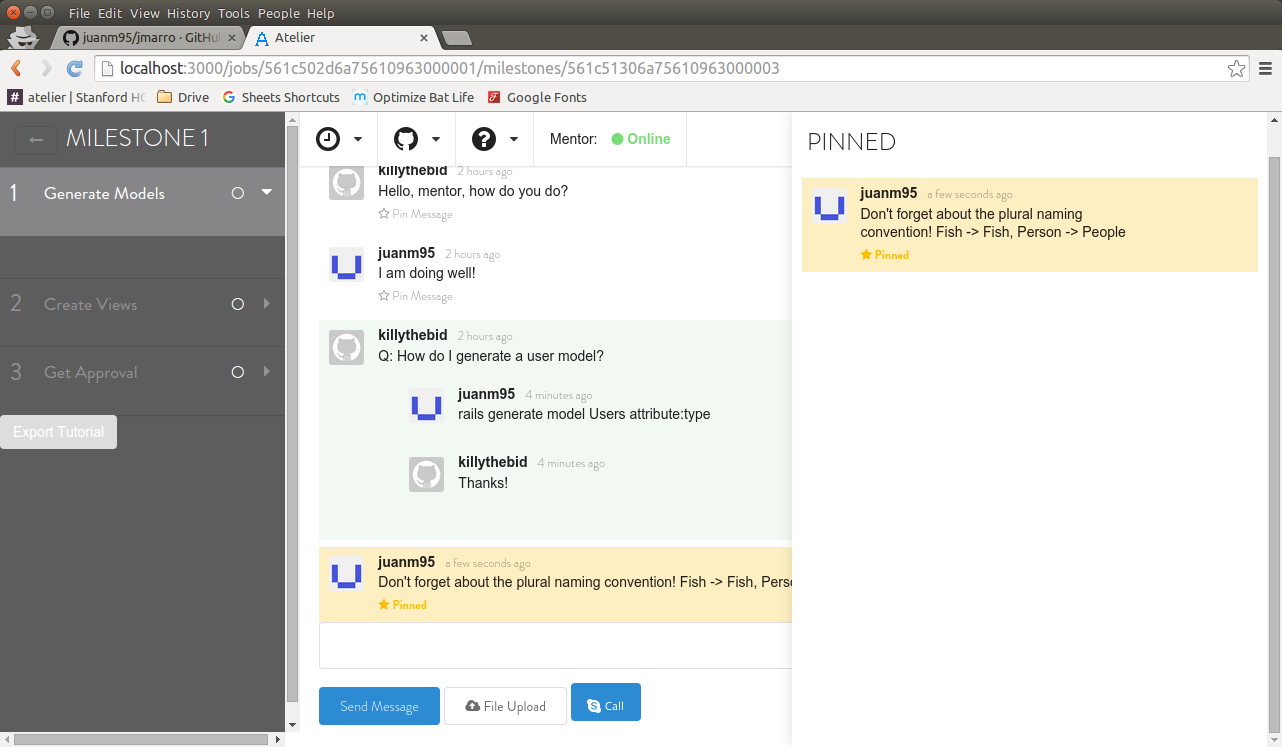 File Edit View History Tools People Help
juanm95/jmarro · GitHu
Atelier
localhost:3000/jobs/561c502d6a75610963000001/milestones/561c51306a75610963000003
# atelier | Stanford HC
Drive
G Sheets Shortcuts
m Optimize Bat Life
F Google Fonts
← MILESTONE 1
1 Generate Models
2 Create Views
3 Get Approval
Export Tutorial
? Mentor: Online
killythebid 2 hours ago
Hello, mentor, how do you do?
Pin Message
juanm95 2 hours ago
I am doing well!
Pin Message
killythebid 2 hours ago
Q: How do I generate a user model?
juanm95 4 minutes ago
rails generate model Users attribute:type
killythebid 4 minutes ago
Thanks!
juanm95 a few seconds ago
Don't forget about the plural naming convention! Fish -> Fish, Perso
Pinned
Send Message
File Upload
Call
PINNED
juanm95 a few seconds ago
Don't forget about the plural naming
convention! Fish -> Fish, Person -> People
Pinned